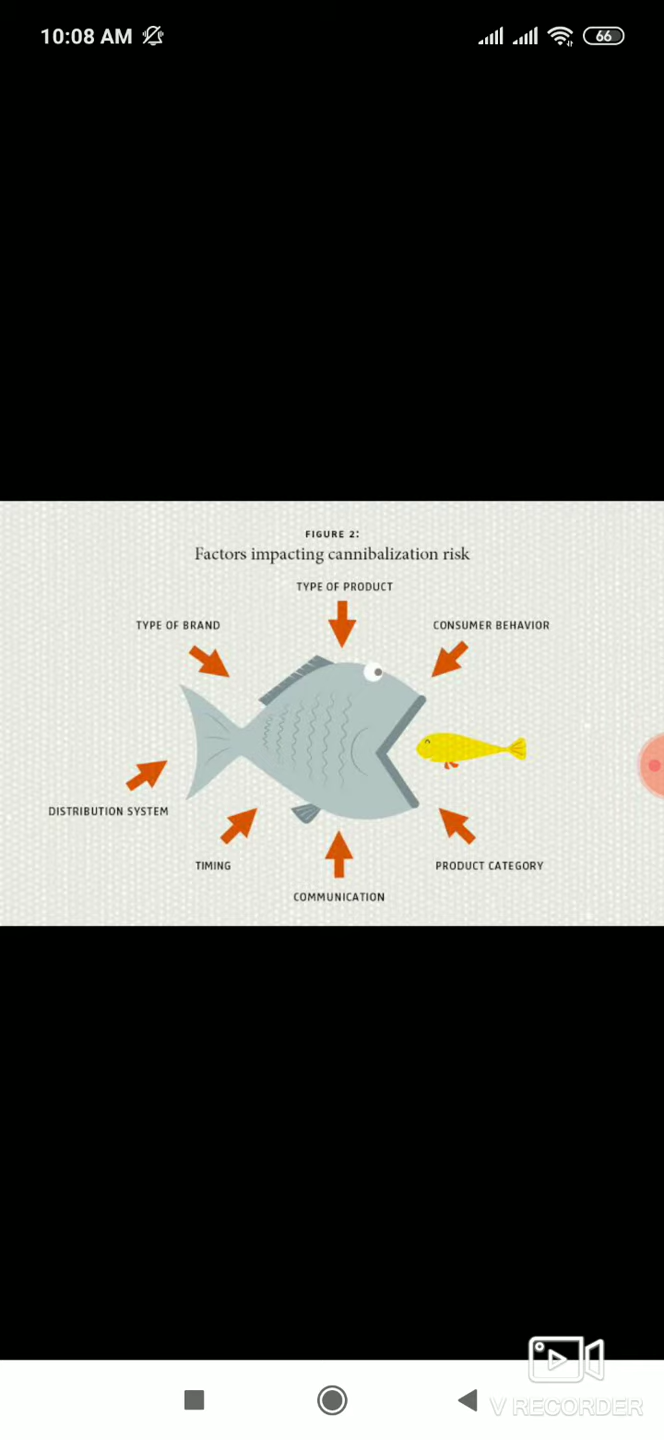 10:08 AM
66
FIGURE 2:
Factors impacting cannibalization risk
TYPE OF PRODUCT
TYPE OF BRAND
CONSUMER BEHAVIOR
DISTRIBUTION SYSTEM
TIMING
PRODUCT CATEGORY
COMMUNICATION
V RECORDER